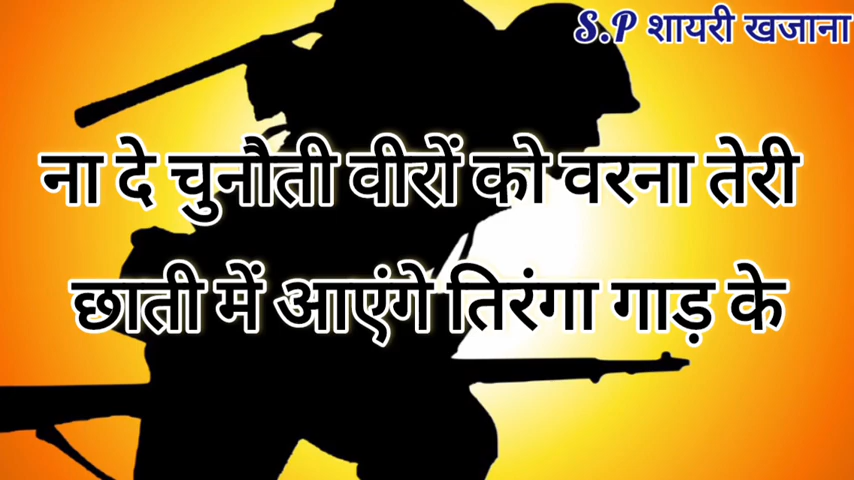 S.P शायरी खजाना
ना दे चुनौती वीरों को वरना तेरी
छाती में आएंगे तिरंगा गाड़ के